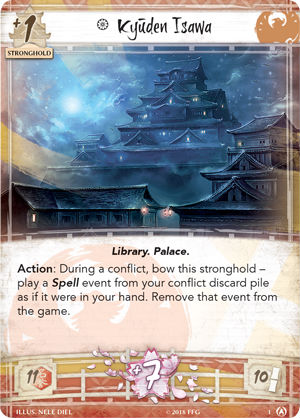 +1
Kyūden Isawa
STRONGHOLD
Library. Palace.
Action: During a conflict, bow this stronghold –
play a Spell event from your conflict discard pile
as if it were in your hand. Remove that event from
the game.
11
+7
10
ILLUS. NELE DIEL
© 2018 FFG
1